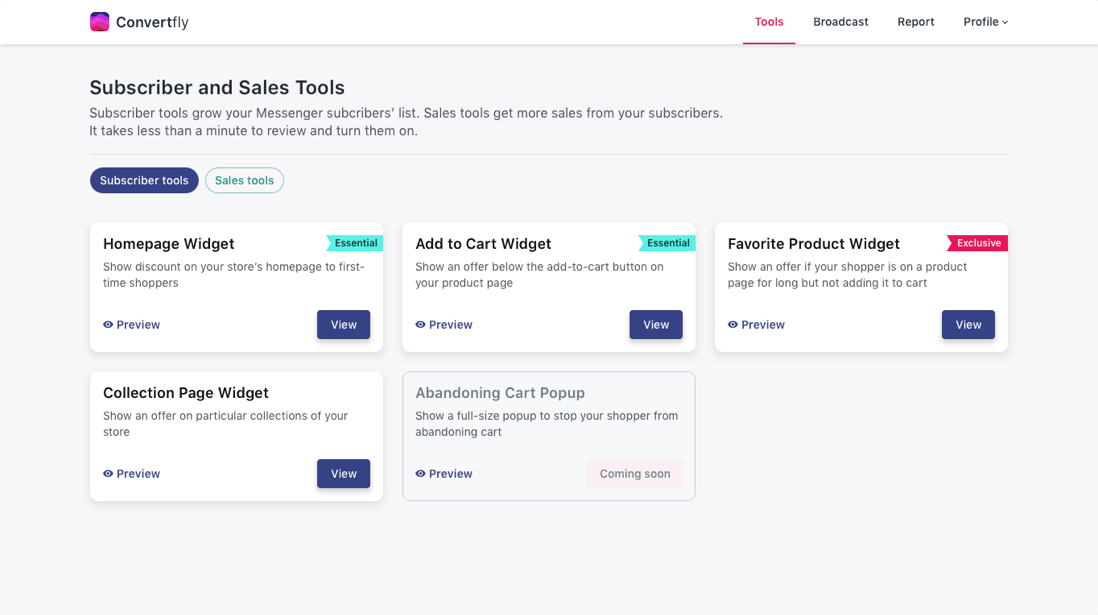 Convertfly
Tools
Broadcast
Report
Profile
Subscriber and Sales Tools
Subscriber tools grow your Messenger subcribers’ list. Sales tools get more sales from your subscribers.
It takes less than a minute to review and turn them on.
Subscriber tools
Sales tools
Homepage Widget
Essential
Show discount on your store’s homepage to first-
time shoppers
Preview
View
Add to Cart Widget
Essential
Show an offer below the add-to-cart button on
your product page
Preview
View
Favorite Product Widget
Exclusive
Show an offer if your shopper is on a product
page for long but not adding it to cart
Preview
View
Collection Page Widget
Show an offer on particular collections of your
store
Preview
View
Abandoning Cart Popup
Show a full-size popup to stop your shopper from
abandoning cart
Preview
Coming soon